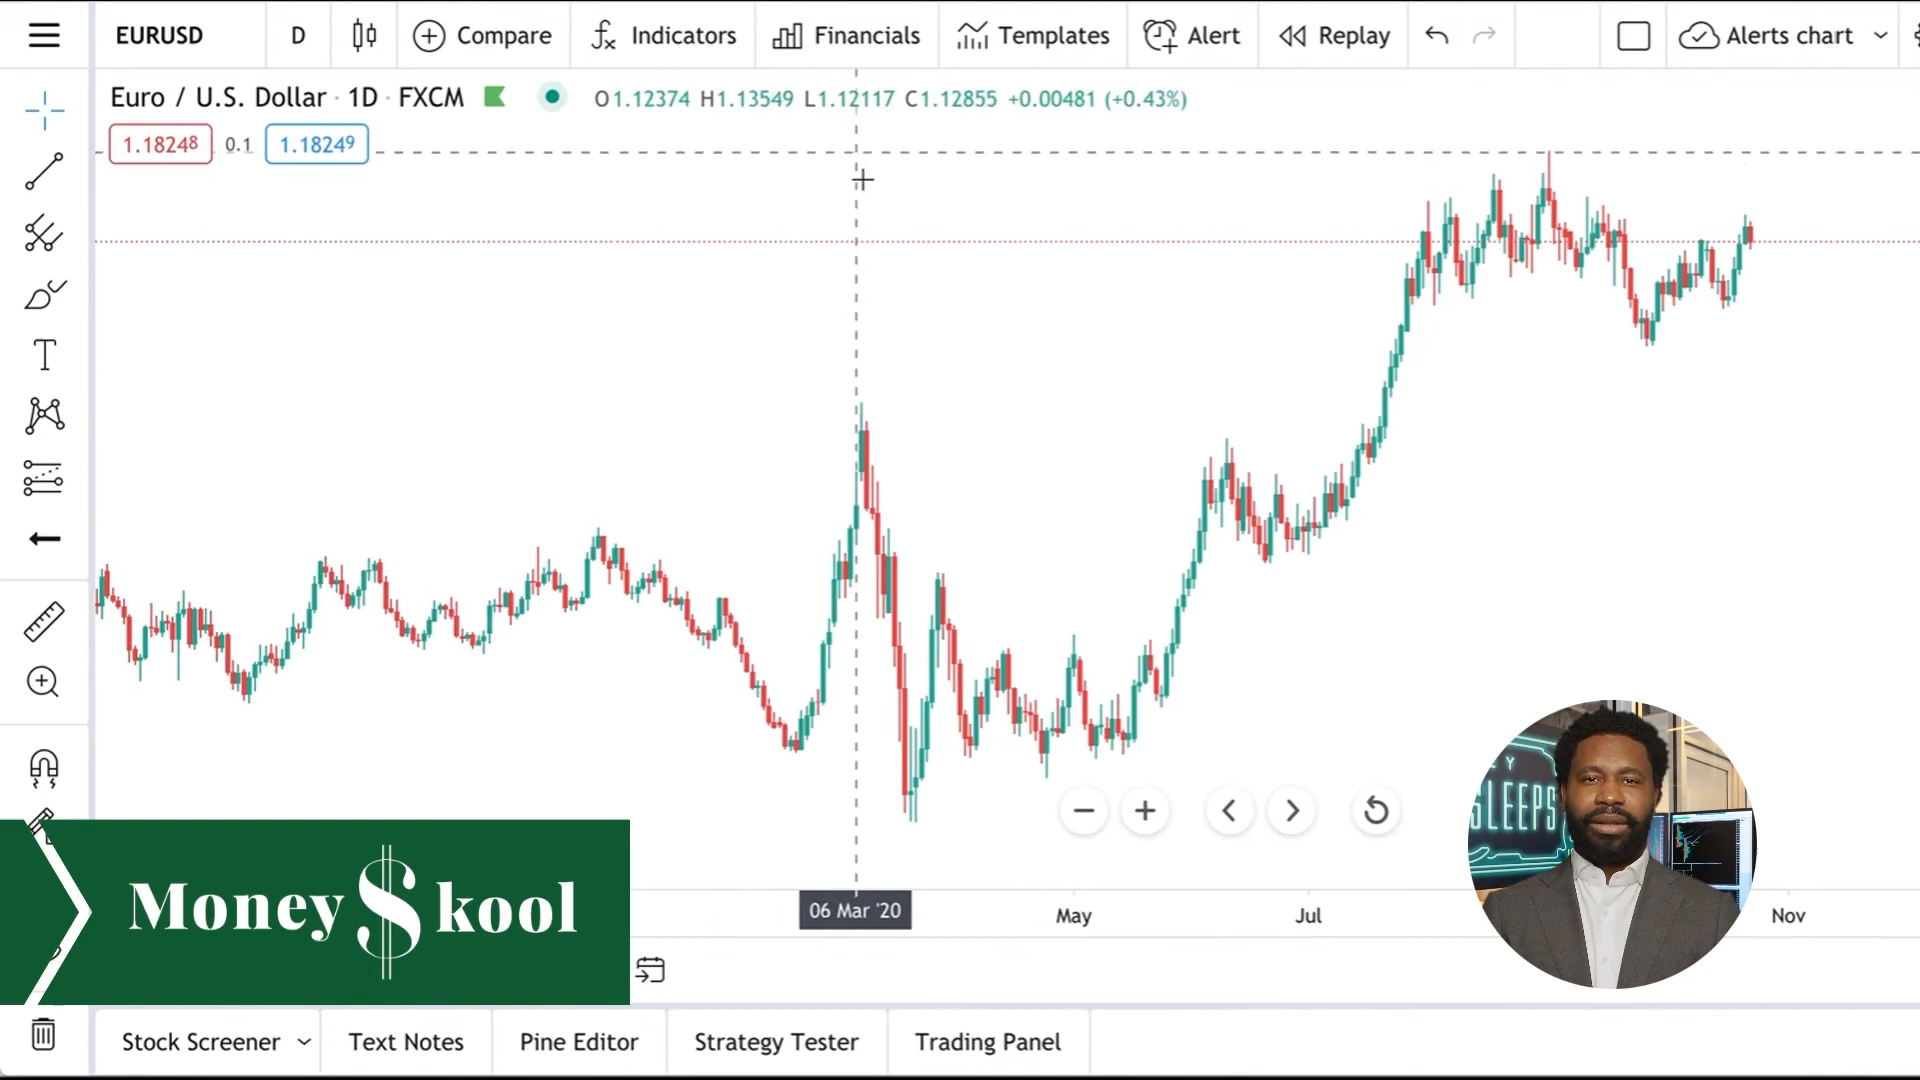 EURUSD D Compare Indicators Financials Templates Alert Replay Alerts chart
Euro / U.S. Dollar · 1D · FXCM O1.12374 H1.13549 L1.12117 C1.12855 +0.00481 (+0.43%)
1.18248 0.1 1.18249
T
SLEEPS
06 Mar '20 May Jul Nov
Money $kool
Stock Screener Text Notes Pine Editor Strategy Tester Trading Panel